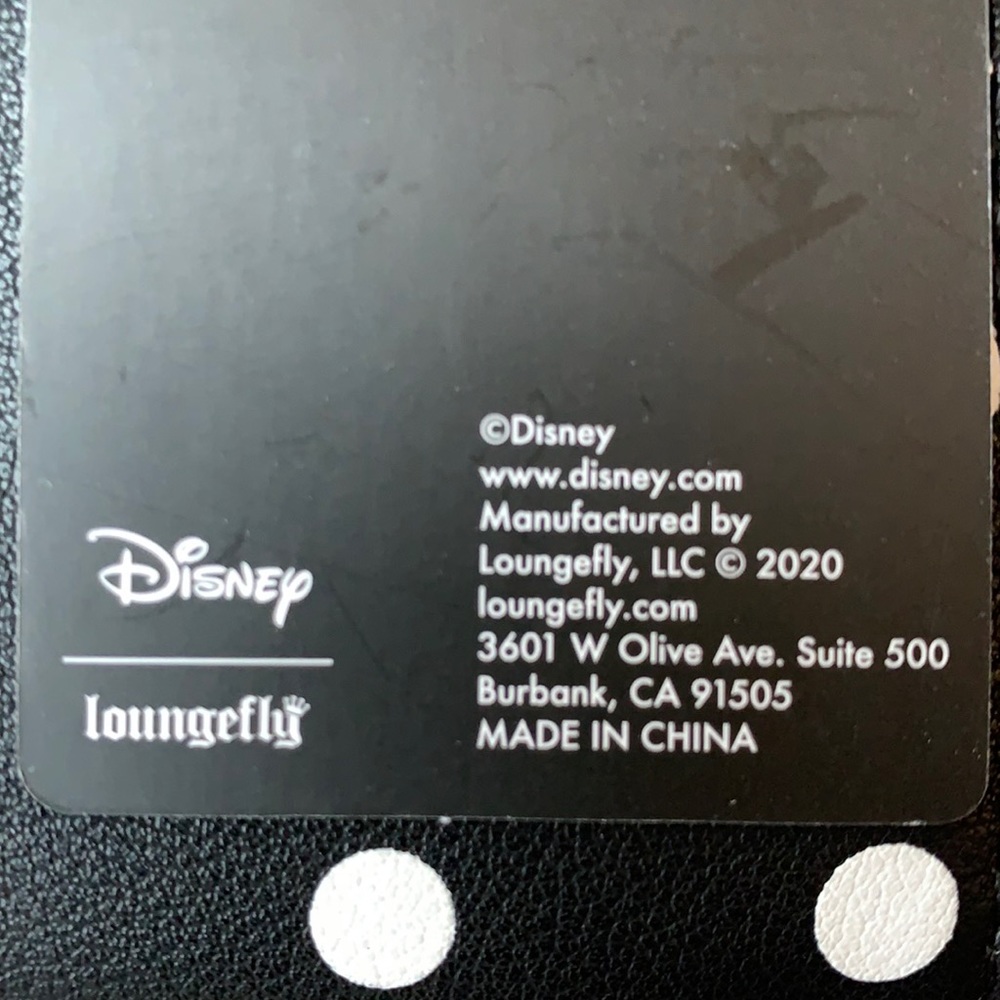 Disney
loungefly
©Disney
www.disney.com
Manufactured by
Loungefly, LLC © 2020
loungefly.com
3601 W Olive Ave. Suite 500
Burbank, CA 91505
MADE IN CHINA